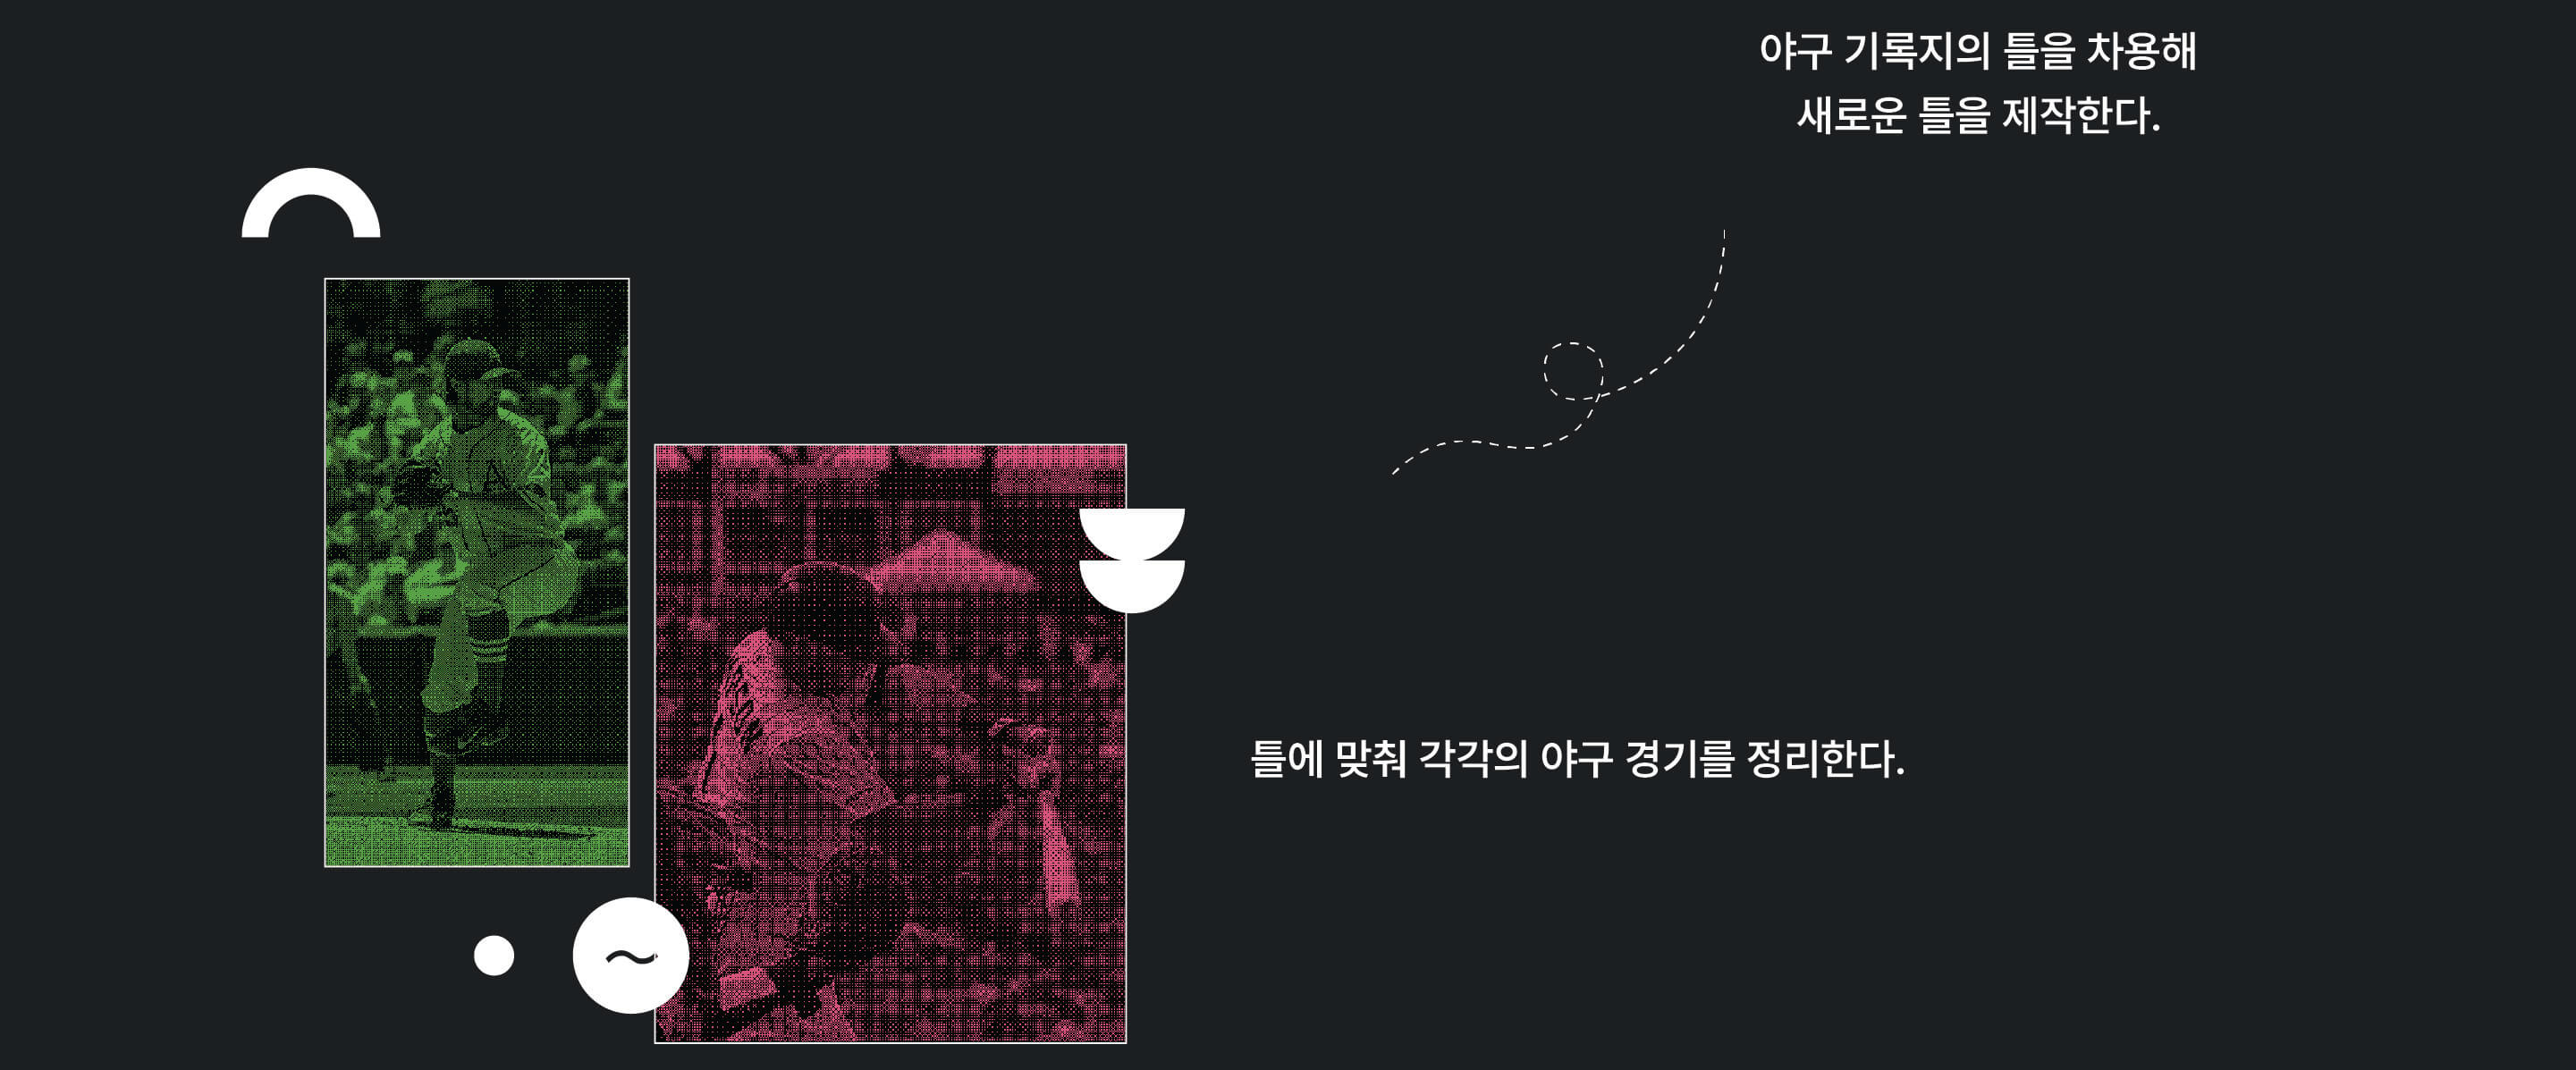 야구 기록지의 틀을 차용해
새로운 틀을 제작한다.
틀에 맞춰 각각의 야구 경기를 정리한다.